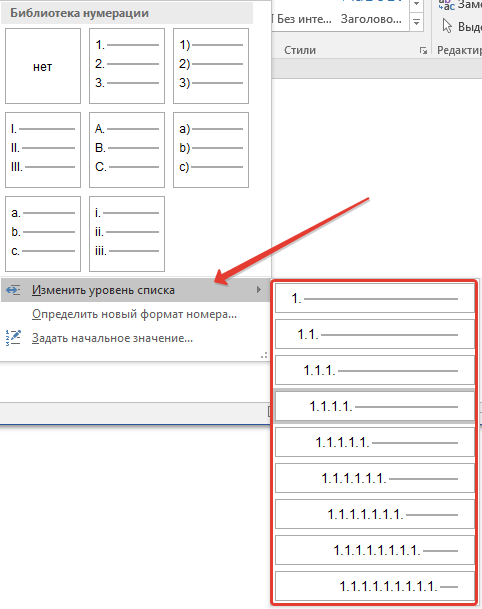 Библиотека нумерации
нет
1.
2.
3.
1)
2)
3)
I.
II.
III.
A.
B.
C.
a)
b)
c)
a.
b.
c.
i.
ii.
iii.
Изменить уровень списка
Определить новый формат номера...
Задать начальное значение...
Без инте...
Заголово...
Стили
Заме
Выде
Редактир
1.
1.1.
1.1.1.
1.1.1.1.
1.1.1.1.1.
1.1.1.1.1.1.
1.1.1.1.1.1.1.
1.1.1.1.1.1.1.1.
1.1.1.1.1.1.1.1.1.